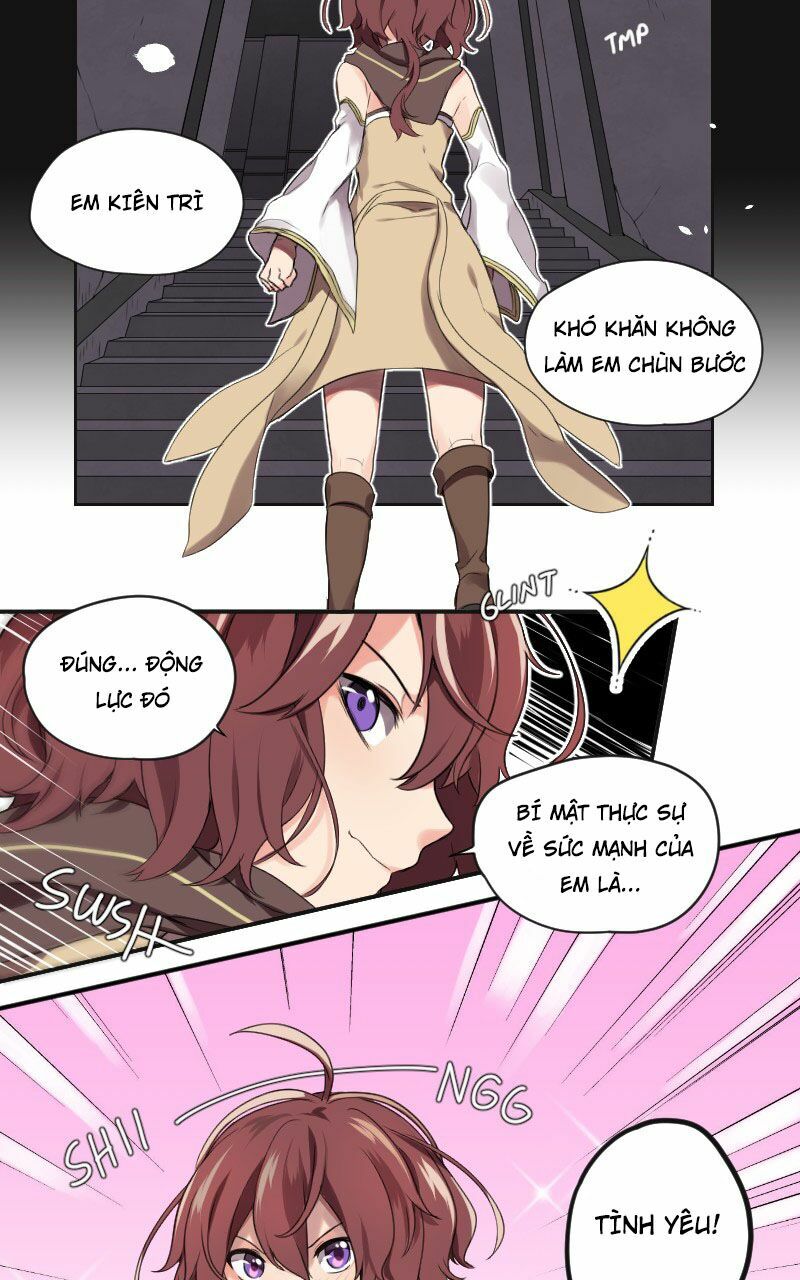 TMP
EM KIÊN TRÌ
KHÓ KHĂN KHÔNG
LÀM EM CHÙN BƯỚC
GLINT
ĐÚNG... ĐỘNG
LỰC ĐÓ
BÍ MẬT THỰC SỰ
VỀ SỨC MẠNH CỦA
EM LÀ...
SWSH
SHII
NGG
TÌNH YÊU!